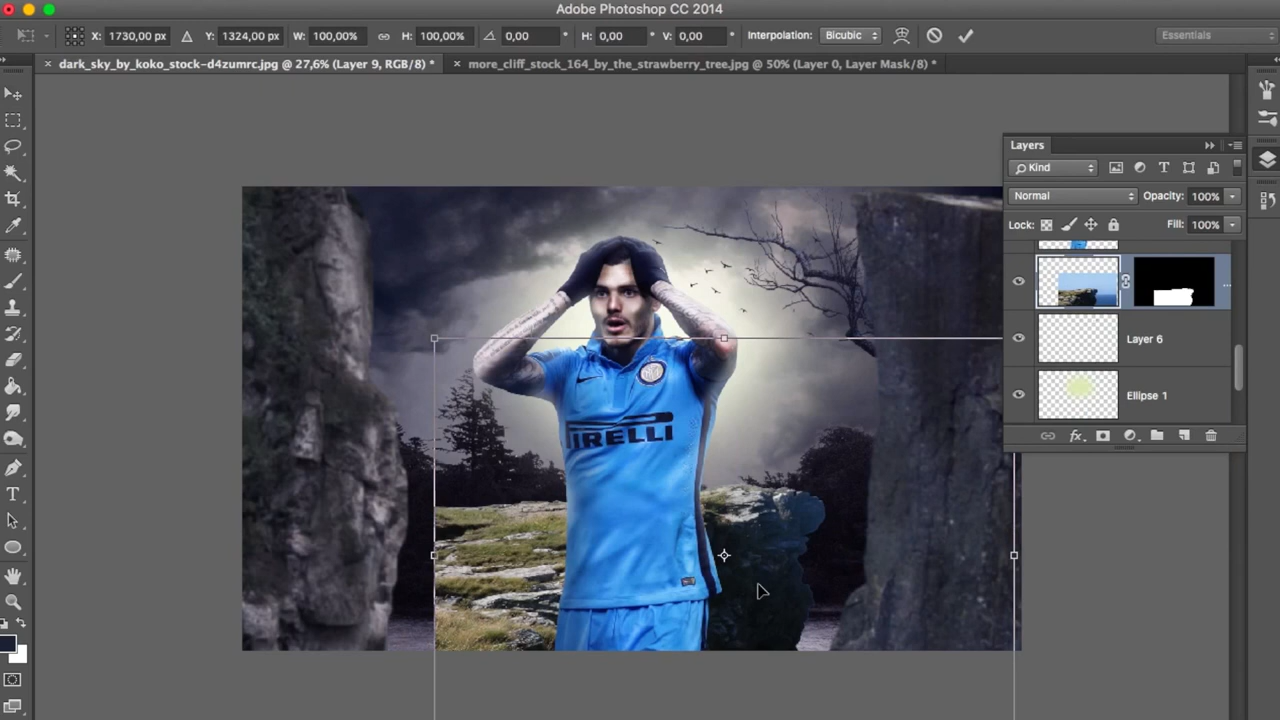 Adobe Photoshop CC 2014
X: 1730,00 px Y: 1324,00 px W: 100,00% H: 100,00% 0,00 ° H: 0,00 ° V: 0,00 ° Interpolation: Bicubic Essentials
× dark_sky_by_koko_stock-d4zumrc.jpg @ 27,6% (Layer 9, RGB/8) * × more_cliff_stock_164_by_the_strawberry_tree.jpg @ 50% (Layer 0, Layer Mask/8) *
Layers
Kind
Normal Opacity: 100%
Lock: Fill: 100%
...
Layer 6
Ellipse 1
fx
PIRELLI